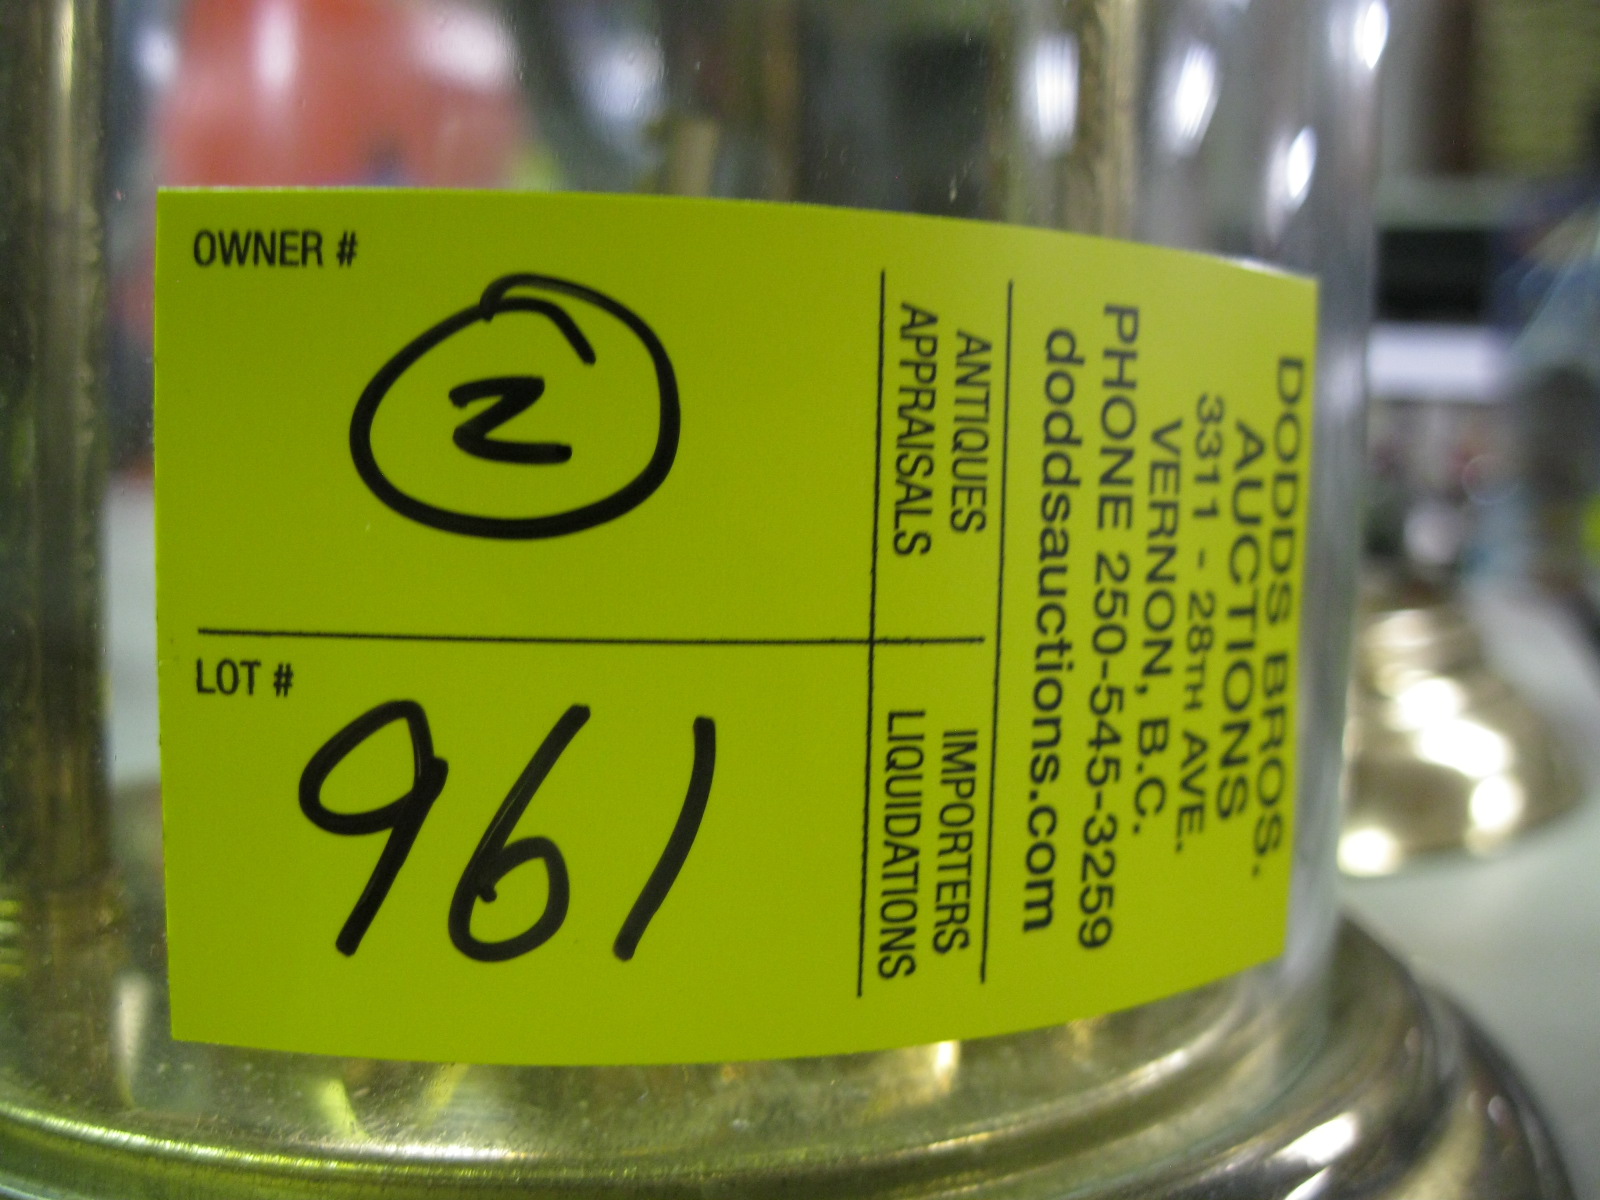 OWNER #
2
LOT #
961
DODDS BROS.
AUCTIONS
3311 - 28TH AVE.
VERNON, B.C.
PHONE 250-545-3259
doddsauctions.com
ANTIQUES
APPRAISALS
IMPORTERS
LIQUIDATIONS